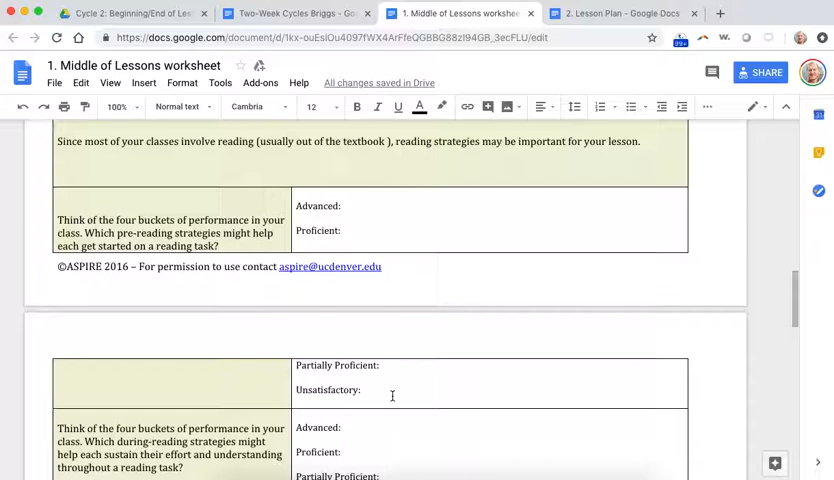 Cycle 2: Beginning/End of Les
Two-Week Cycles Briggs - Go
1. Middle of Lessons workshee
2. Lesson Plan - Google Docs
https://docs.google.com/document/d/1kx-ouEslOu4097fWX4ArFfeQGBBG88zI94GB_3ecFLU/edit
99+
1. Middle of Lessons worksheet
File Edit View Insert Format Tools Add-ons Help All changes saved in Drive
SHARE
100% Normal text Cambria 12 B I U A
Since most of your classes involve reading (usually out of the textbook ), reading strategies may be important for your lesson.
Think of the four buckets of performance in your
class. Which pre-reading strategies might help
each get started on a reading task?
Advanced:
Proficient:
©ASPIRE 2016 – For permission to use contact aspire@ucdenver.edu
Partially Proficient:
Unsatisfactory:
Think of the four buckets of performance in your
class. Which during-reading strategies might
help each sustain their effort and understanding
throughout a reading task?
Advanced:
Proficient:
Partially Proficient: